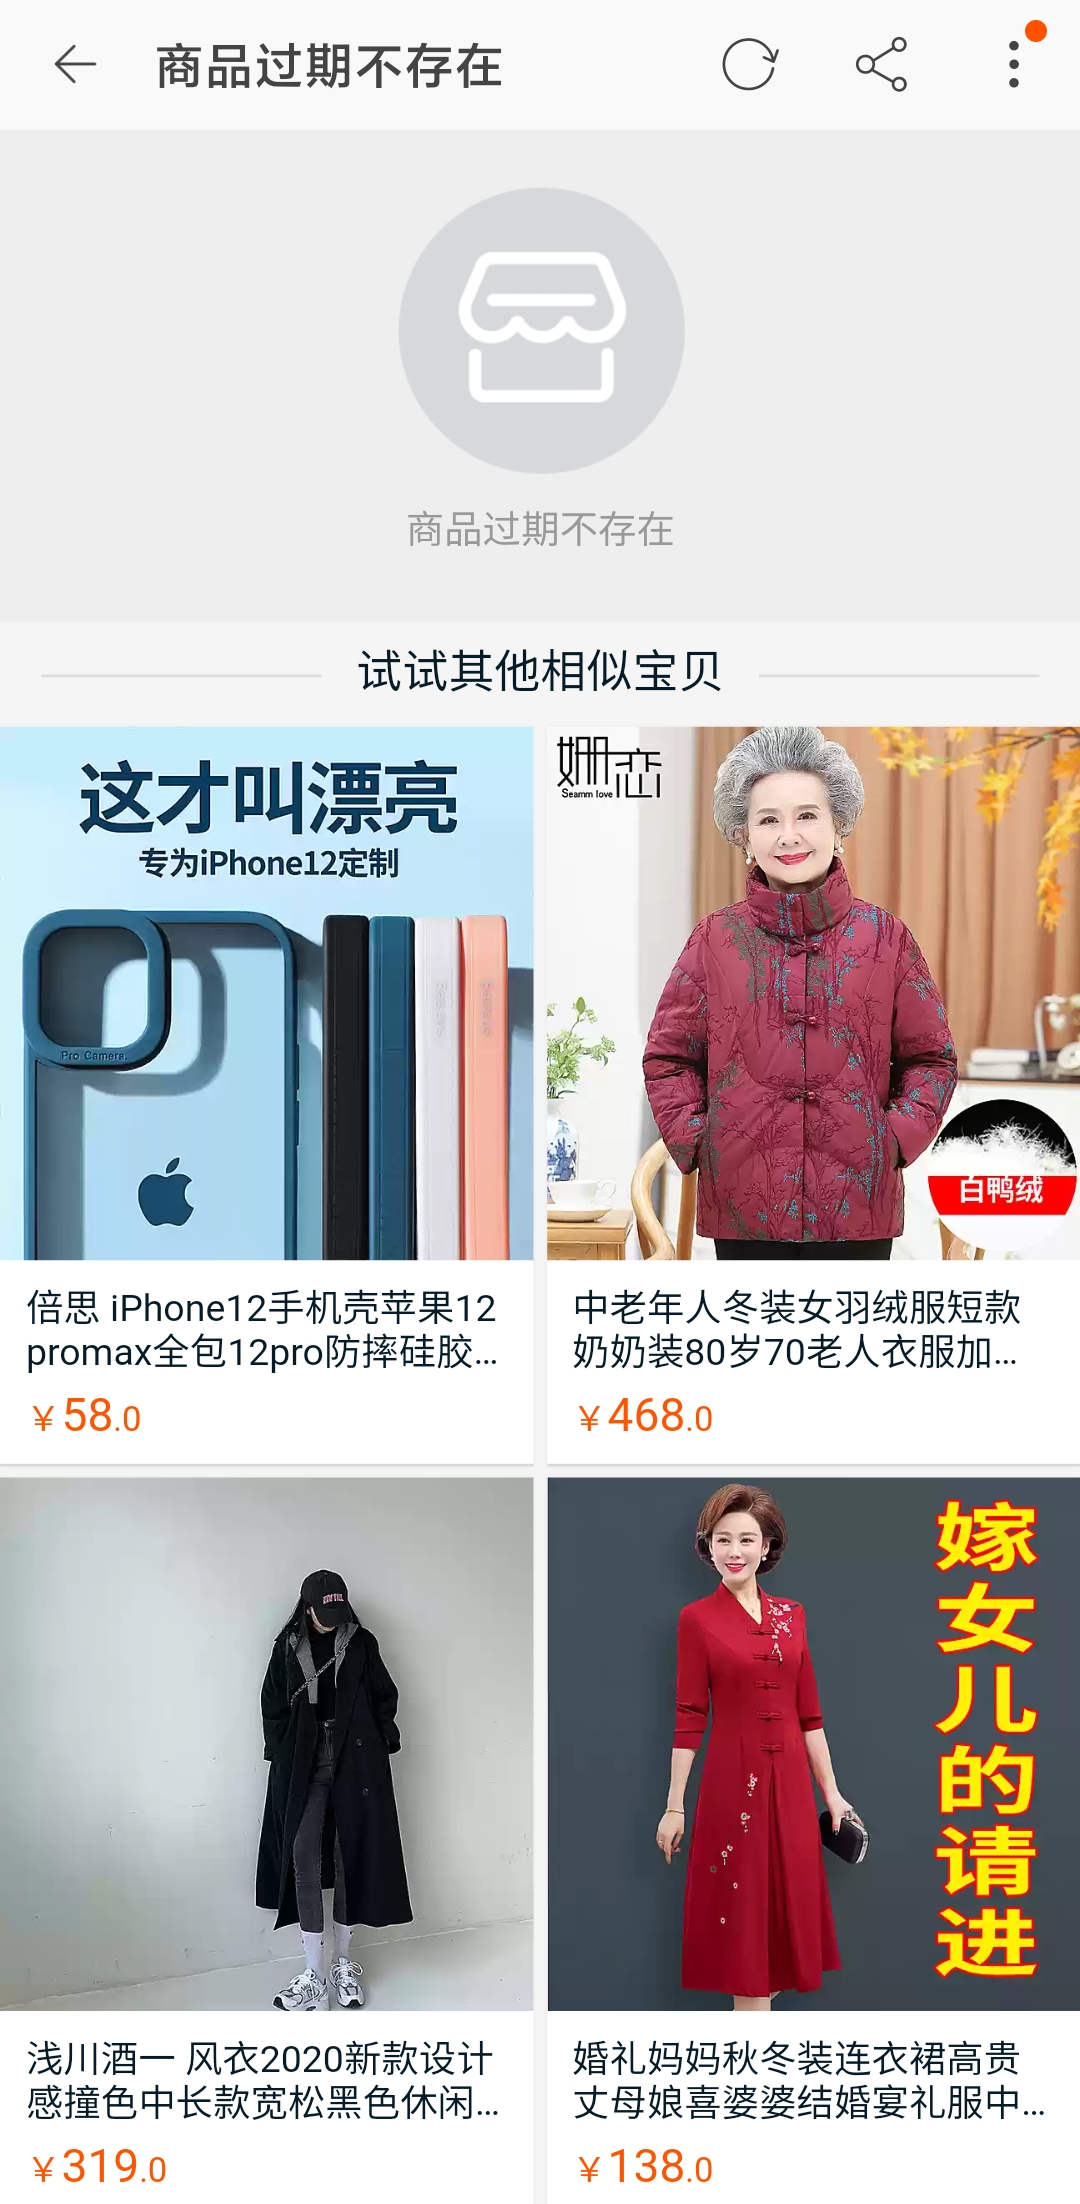 商品过期不存在
商品过期不存在
试试其他相似宝贝
这才叫漂亮
专为iPhone12定制
Pro Camera.
倍思 iPhone12手机壳苹果12
promax全包12pro防摔硅胶...
￥58.0
姗恋
Seamm love
白鸭绒
中老年人冬装女羽绒服短款
奶奶装80岁70老人衣服加...
￥468.0
浅川酒一 风衣2020新款设计
感撞色中长款宽松黑色休闲...
￥319.0
嫁女儿的请进
婚礼妈妈秋冬装连衣裙高贵
丈母娘喜婆婆结婚宴礼服中...
￥138.0